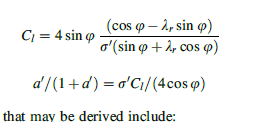 C_l = 4 sin φ (cos φ – λ_r sin φ) / σ′(sin φ + λ_r cos φ)
a′/(1+a′) = σ′C_l/(4 cos φ)
that may be derived include: